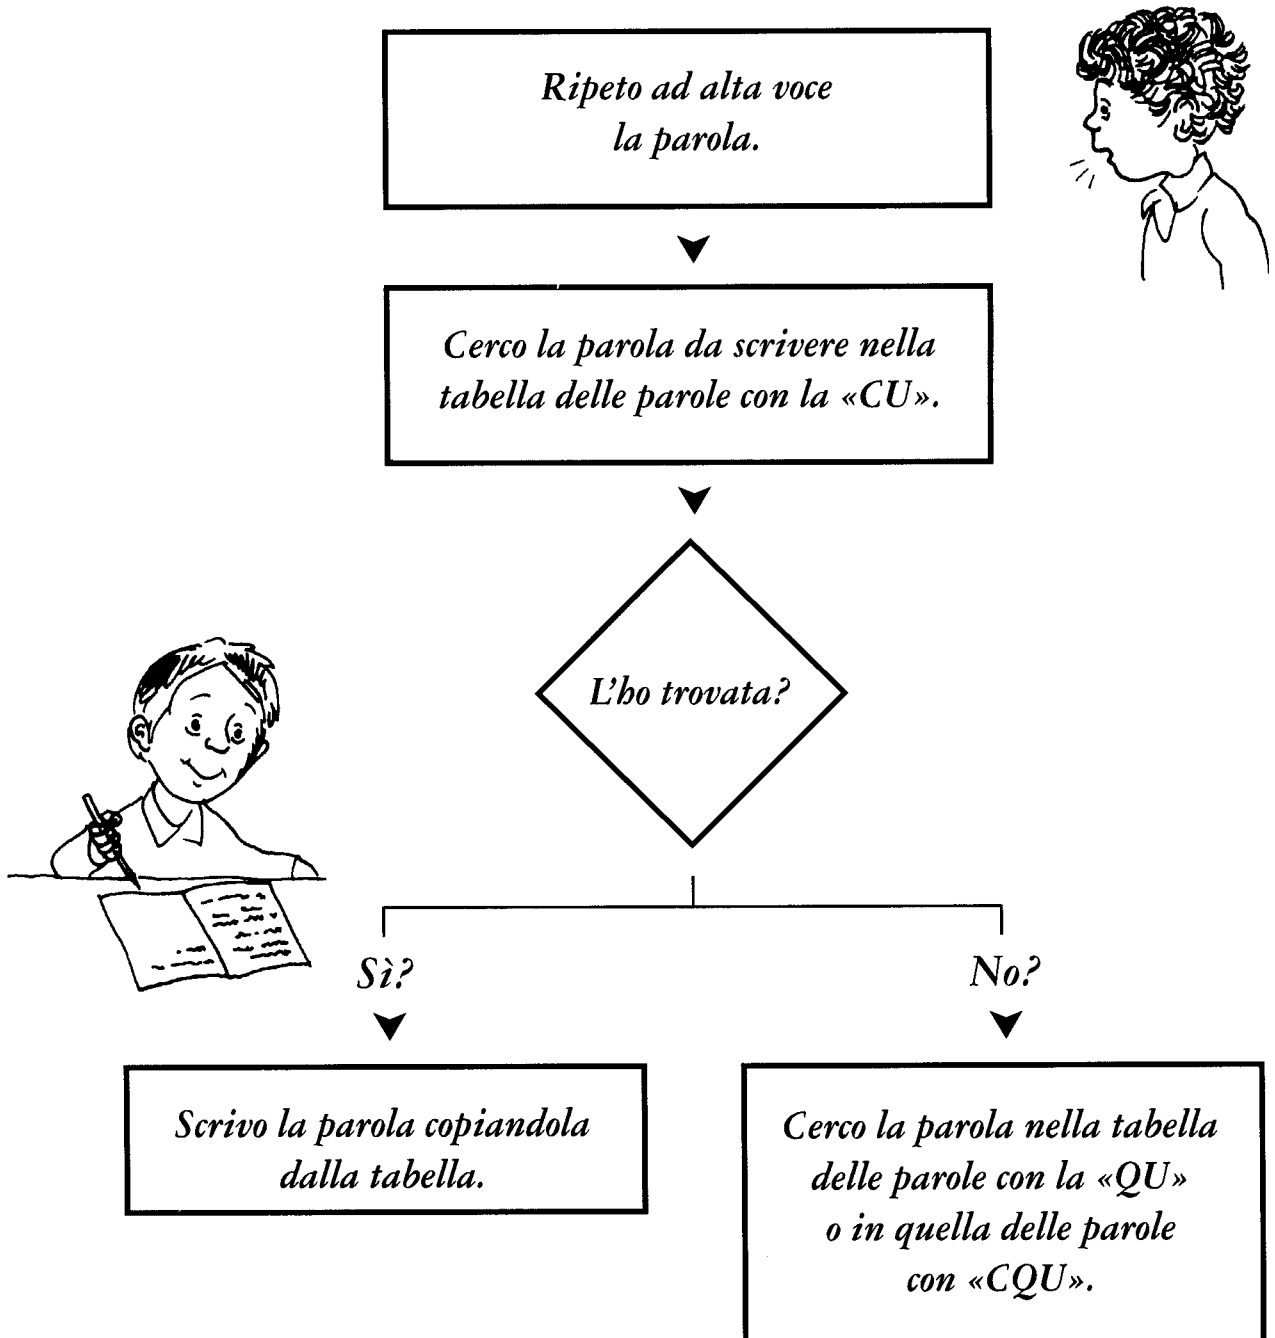 Ripeto ad alta voce
la parola.
Cerco la parola da scrivere nella
tabella delle parole con la «CU».
L'ho trovata?
Sì?
No?
Scrivo la parola copiandola
dalla tabella.
Cerco la parola nella tabella
delle parole con la «QU»
o in quella delle parole
con «CQU».